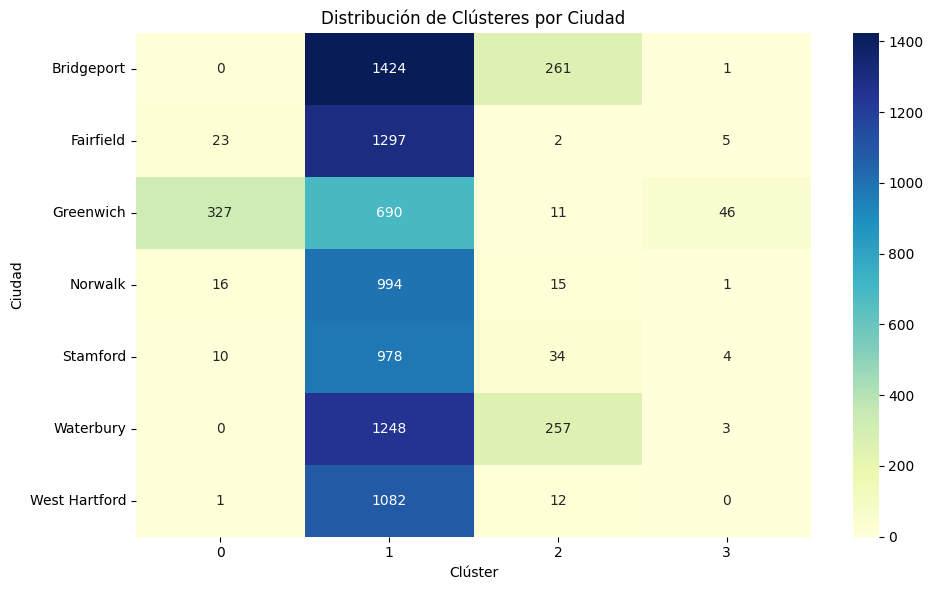 Distribución de Clústeres por Ciudad
Ciudad
Bridgeport 0 1424 261 1
Fairfield 23 1297 2 5
Greenwich 327 690 11 46
Norwalk 16 994 15 1
Stamford 10 978 34 4
Waterbury 0 1248 257 3
West Hartford 1 1082 12 0
0 1 2 3
Clúster
1400
1200
1000
800
600
400
200
0